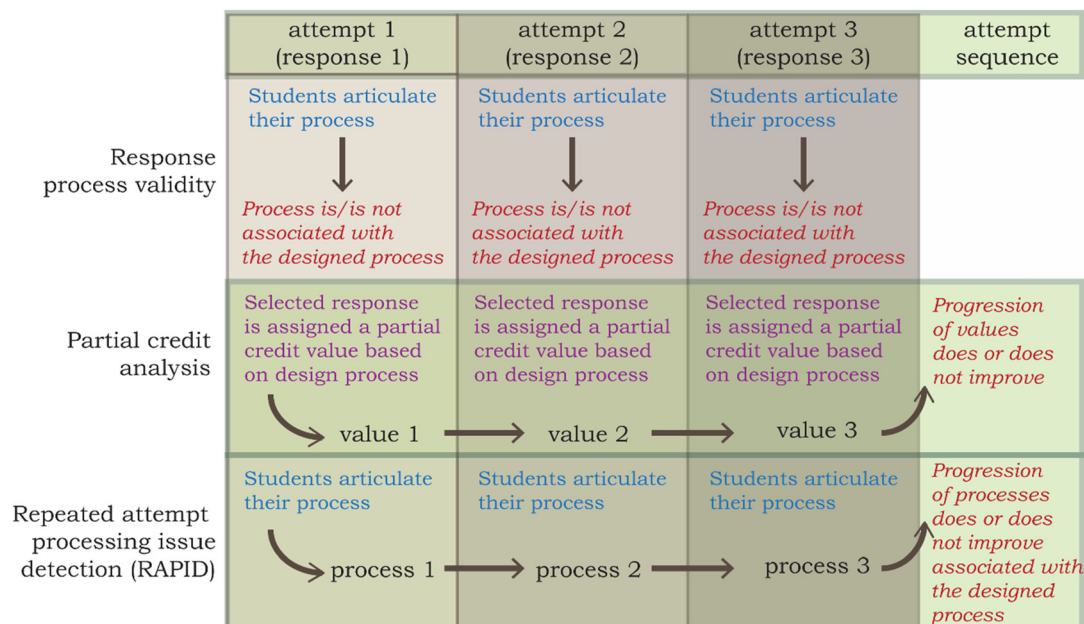 attempt 1
(response 1)
attempt 2
(response 2)
attempt 3
(response 3)
attempt
sequence
Response
process validity
Students articulate
their process
Process is/is not
associated with
the designed process
Students articulate
their process
Process is/is not
associated with
the designed process
Students articulate
their process
Process is/is not
associated with
the designed process
Partial credit
analysis
Selected response
is assigned a partial
credit value based
on design process
value 1
Selected response
is assigned a partial
credit value based
on design process
value 2
Selected response
is assigned a partial
credit value based
on design process
value 3
Progression
of values
does or does
not improve
Repeated attempt
processing issue
detection (RAPID)
Students articulate
their process
process 1
Students articulate
their process
process 2
Students articulate
their process
process 3
Progression
of processes
does or does
not improve
associated with
the designed
process